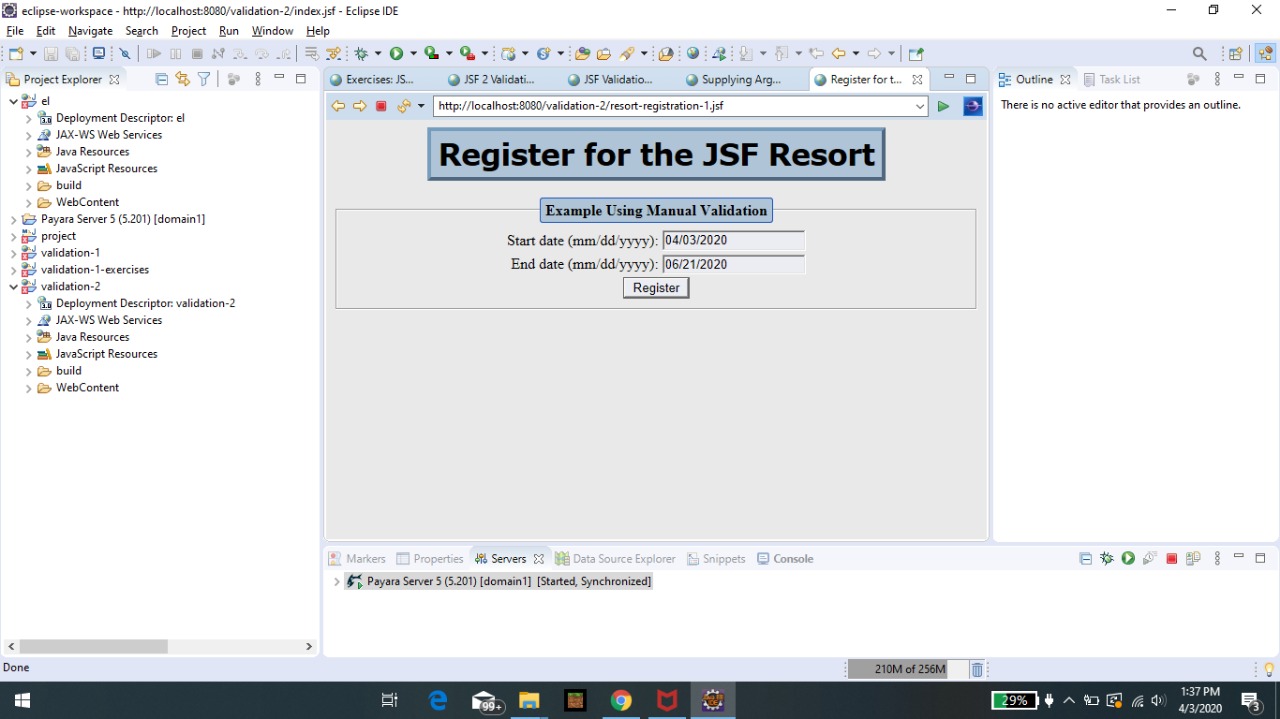 eclipse-workspace - http://localhost:8080/validation-2/index.jsf - Eclipse IDE
File Edit Navigate Search Project Run Window Help
Project Explorer
el
Deployment Descriptor: el
JAX-WS Web Services
Java Resources
JavaScript Resources
build
WebContent
Payara Server 5 (5.201) [domain1]
project
validation-1
validation-1-exercises
validation-2
Deployment Descriptor: validation-2
JAX-WS Web Services
Java Resources
JavaScript Resources
build
WebContent
Exercises: JS... JSF 2 Validati... JSF Validatio... Supplying Arg... Register for t...
http://localhost:8080/validation-2/resort-registration-1.jsf
Register for the JSF Resort
Example Using Manual Validation
Start date (mm/dd/yyyy): 04/03/2020
End date (mm/dd/yyyy): 06/21/2020
Register
Outline Task List
There is no active editor that provides an outline.
Markers Properties Servers Data Source Explorer Snippets Console
Payara Server 5 (5.201) [domain1] [Started, Synchronized]
Done
210M of 256M
99+
29%
1:37 PM
4/3/2020
3